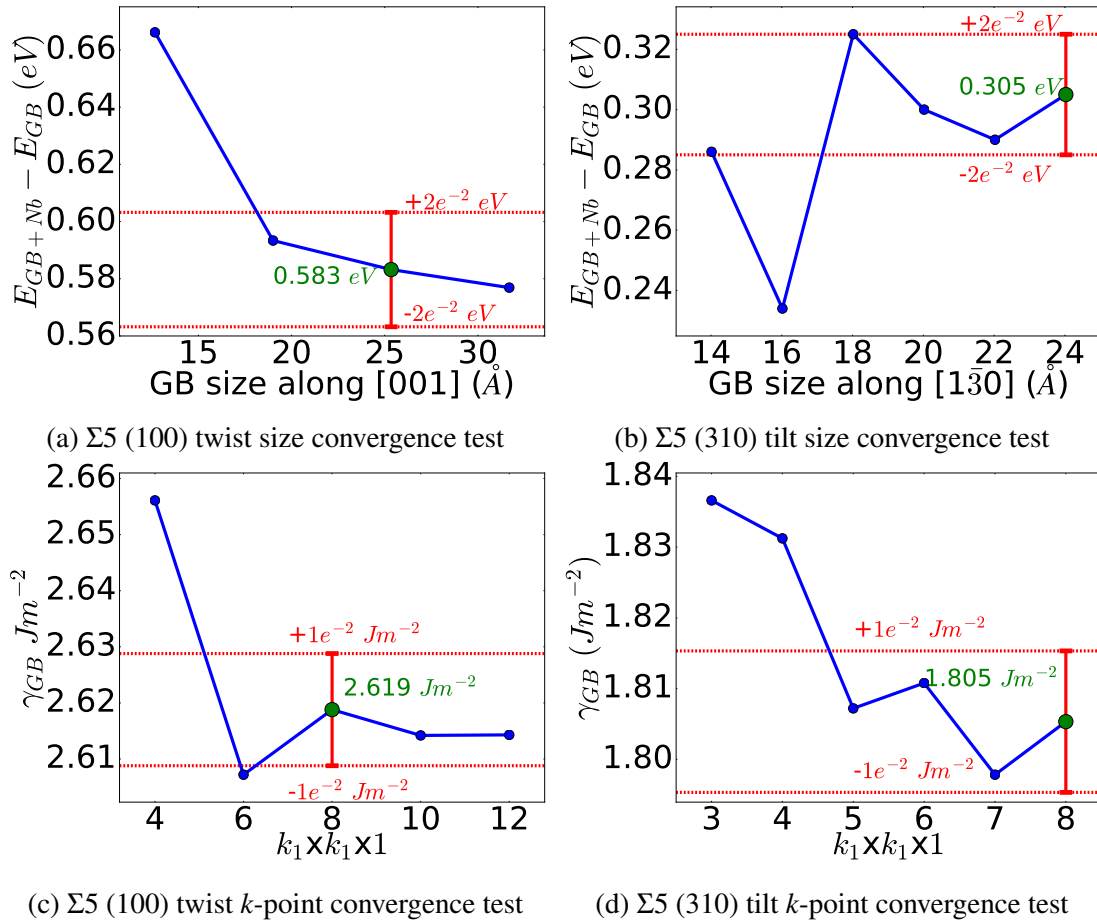 0.66
0.64
0.62
0.60
0.58
0.56
E_{GB+Nb} − E_{GB} (eV)
+2e^{−2} eV
0.583 eV
-2e^{−2} eV
15 20 25 30
GB size along [001] (Å)
(a) Σ5 (100) twist size convergence test
0.32
0.30
0.28
0.26
0.24
E_{GB+Nb} − E_{GB} (eV)
+2e^{−2} eV
0.305 eV
-2e^{−2} eV
14 16 18 20 22 24
GB size along [1\bar{3}0] (Å)
(b) Σ5 (310) tilt size convergence test
2.66
2.65
2.64
2.63
2.62
2.61
γ_{GB} Jm^{−2}
+1e^{−2} Jm^{−2}
2.619 Jm^{−2}
-1e^{−2} Jm^{−2}
4 6 8 10 12
k_1xk_1x1
(c) Σ5 (100) twist k-point convergence test
1.84
1.83
1.82
1.81
1.80
γ_{GB} (Jm^{−2})
+1e^{−2} Jm^{−2}
1.805 Jm^{−2}
-1e^{−2} Jm^{−2}
3 4 5 6 7 8
k_1xk_1x1
(d) Σ5 (310) tilt k-point convergence test